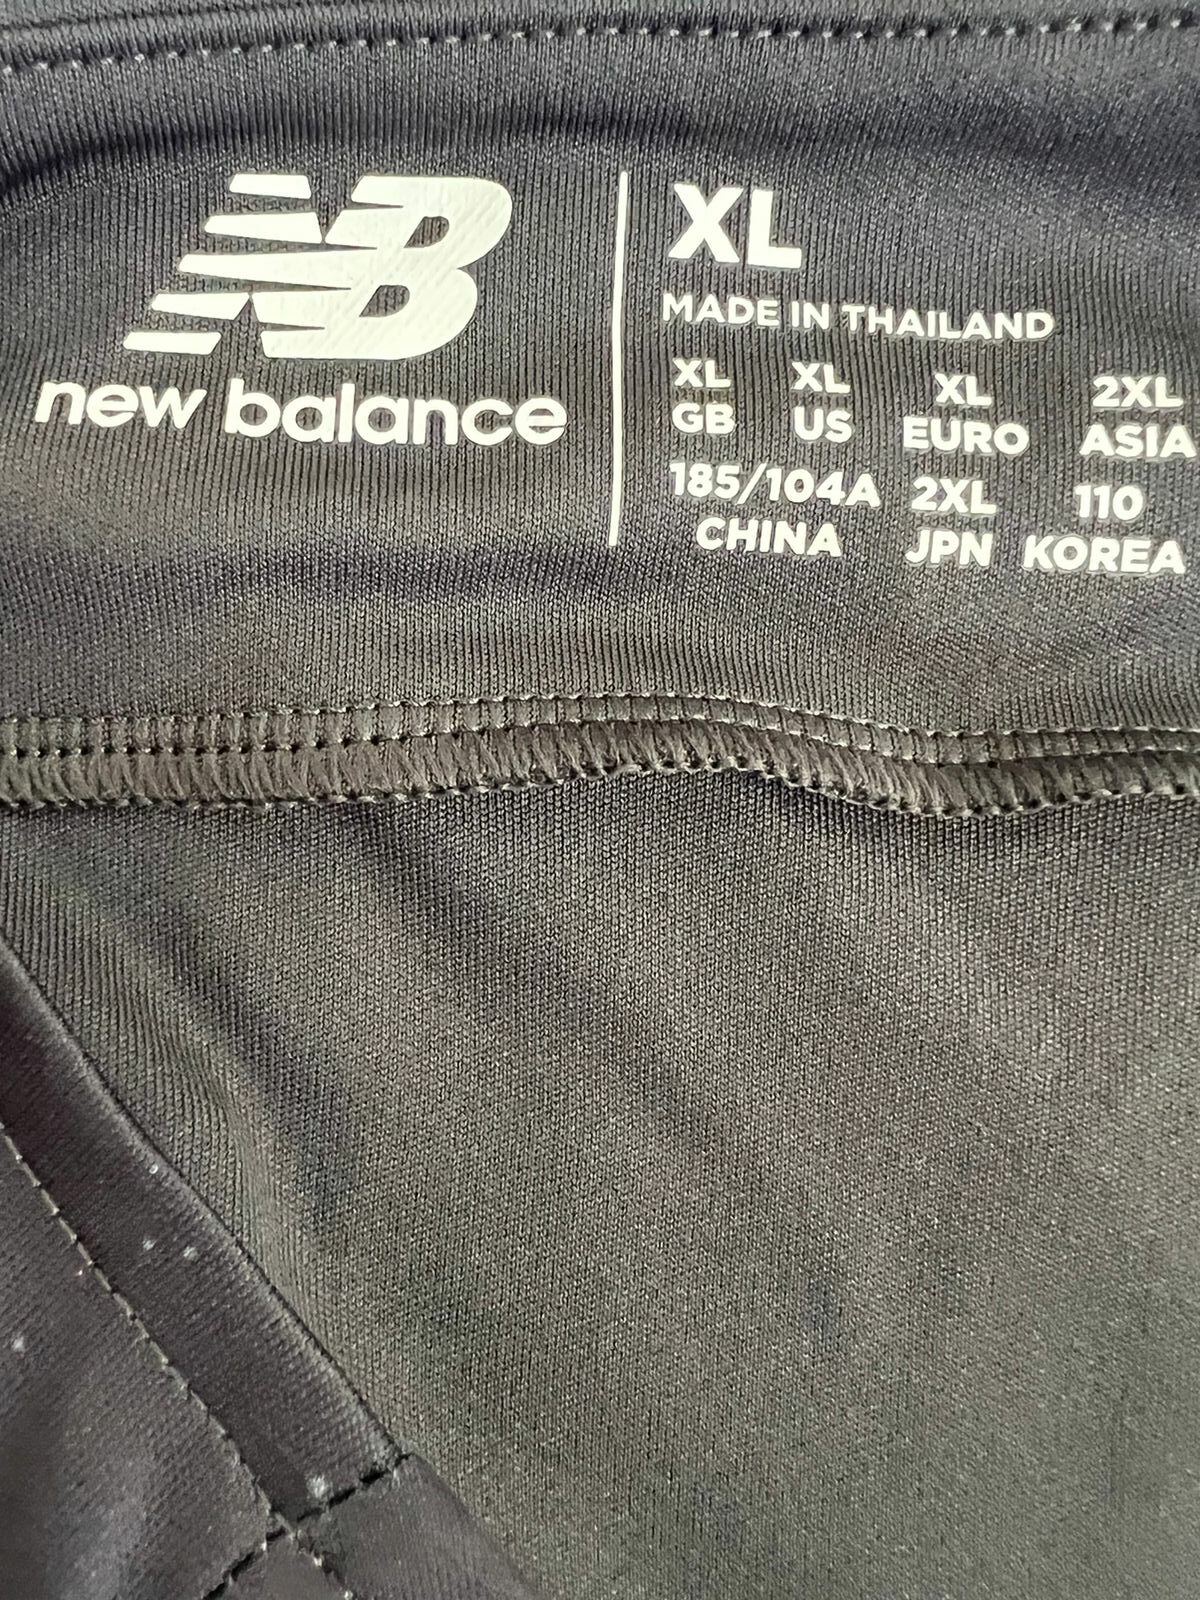 NB
new balance
XL
MADE IN THAILAND
XL XL XL 2XL
GB US EURO ASIA
185/104A 2XL 110
CHINA JPN KOREA